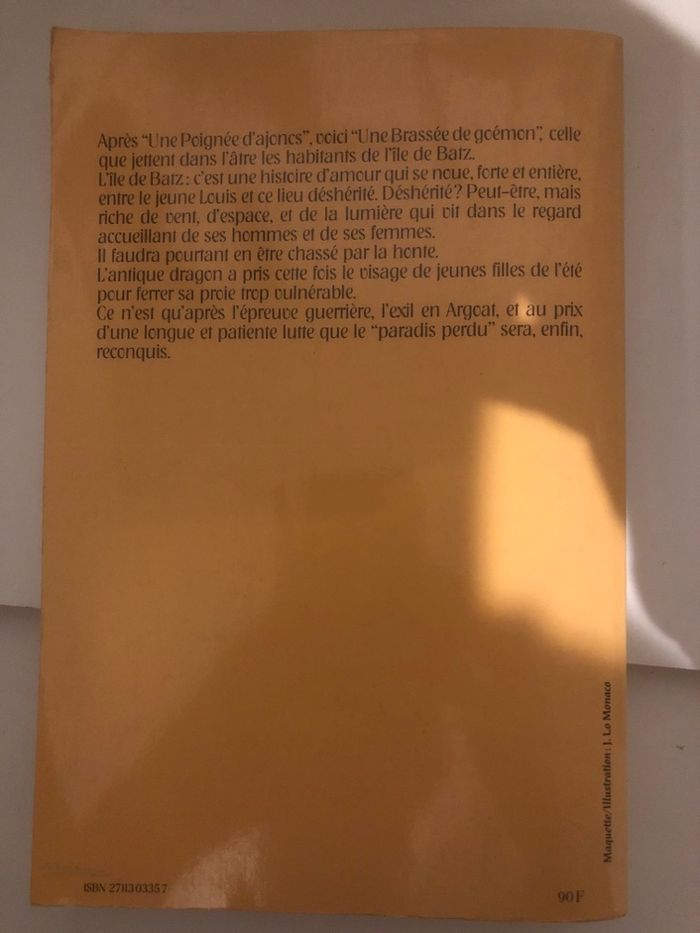 Après “Une Poignée d'ajoncs”, voici “Une Brassée de goémon”, celle
que jettent dans l'âtre les habitants de l'île de Batz.
L'île de Batz : c'est une histoire d'amour qui se noue, forte et entière,
entre le jeune Louis et ce lieu déshérité. Déshérité ? Peut-être, mais
riche de vent, d'espace, et de la lumière qui vit dans le regard
accueillant de ses hommes et de ses femmes.
Il faudra pourtant en être chassé par la honte.
L'antique dragon a pris cette fois le visage de jeunes filles de l'été
pour ferrer sa proie trop vulnérable.
Ce n'est qu'après l'épreuve guerrière, l'exil en Argoat, et au prix
d'une longue et patiente lutte que le “paradis perdu” sera, enfin,
reconquis.
Maquette/Illustration : J. Lo Monaco
ISBN 2 7113 0335 7
90 F